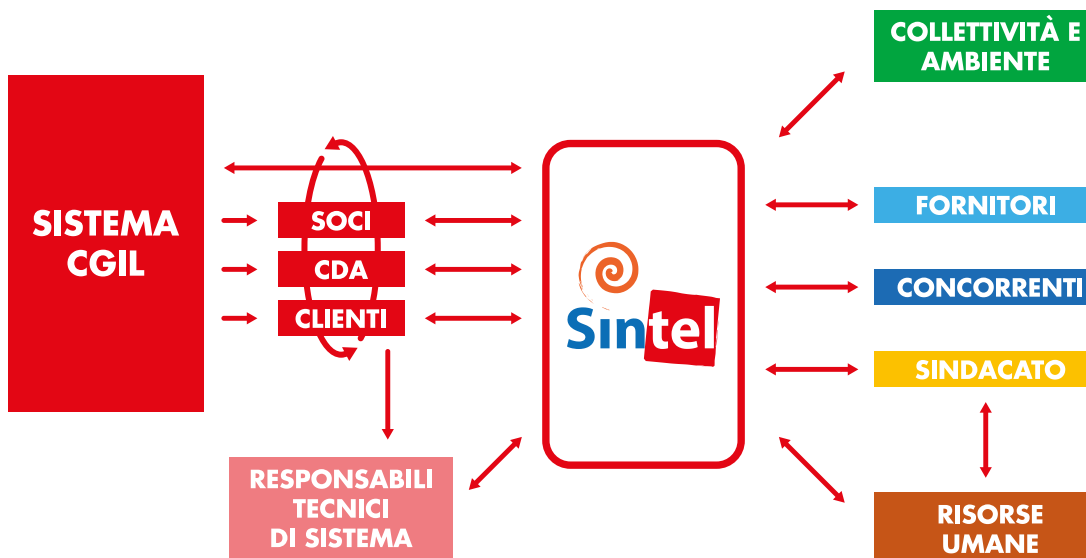 COLLETTIVITÀ E
AMBIENTE
SISTEMA
CGIL
SOCI
CDA
CLIENTI
Sintel
FORNITORI
CONCORRENTI
SINDACATO
RESPONSABILI
TECNICI
DI SISTEMA
RISORSE
UMANE